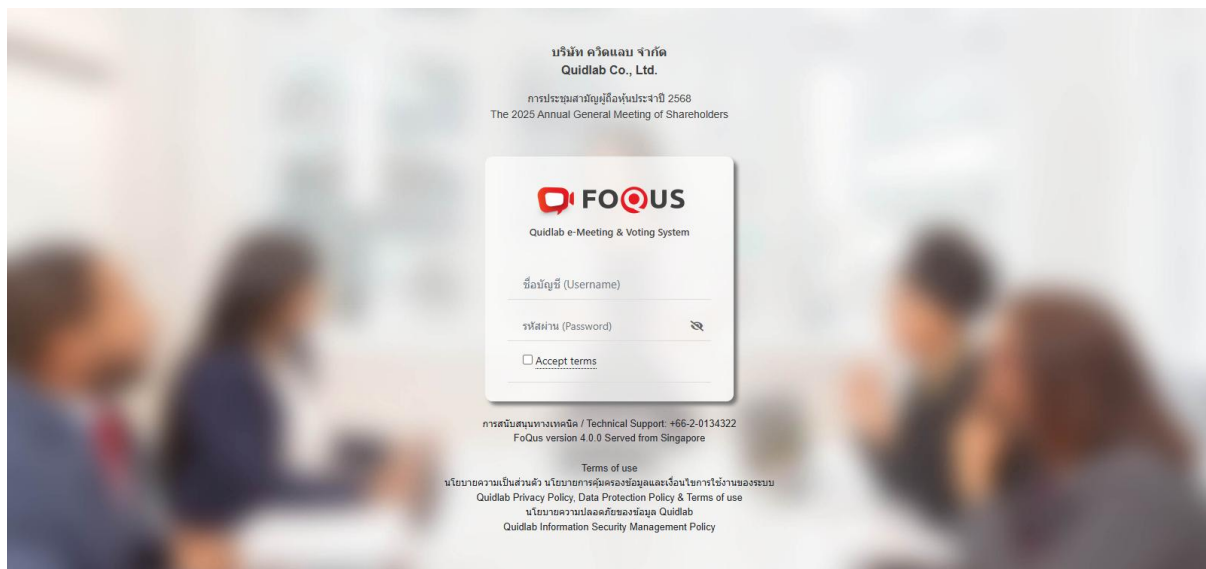 บริษัท ควิดแลบ จำกัด
Quidlab Co., Ltd.
การประชุมสามัญผู้ถือหุ้นประจำปี 2568
The 2025 Annual General Meeting of Shareholders
FOQUS
Quidlab e-Meeting & Voting System
ชื่อบัญชี (Username)
รหัสผ่าน (Password)
Accept terms
การสนับสนุนทางเทคนิค / Technical Support: +66-2-0134322
FoQus version 4.0.0 Served from Singapore
Terms of use
นโยบายความเป็นส่วนตัว นโยบายการคุ้มครองข้อมูลและเงื่อนไขการใช้งานของระบบ
Quidlab Privacy Policy, Data Protection Policy & Terms of use
นโยบายความปลอดภัยของข้อมูล Quidlab
Quidlab Information Security Management Policy